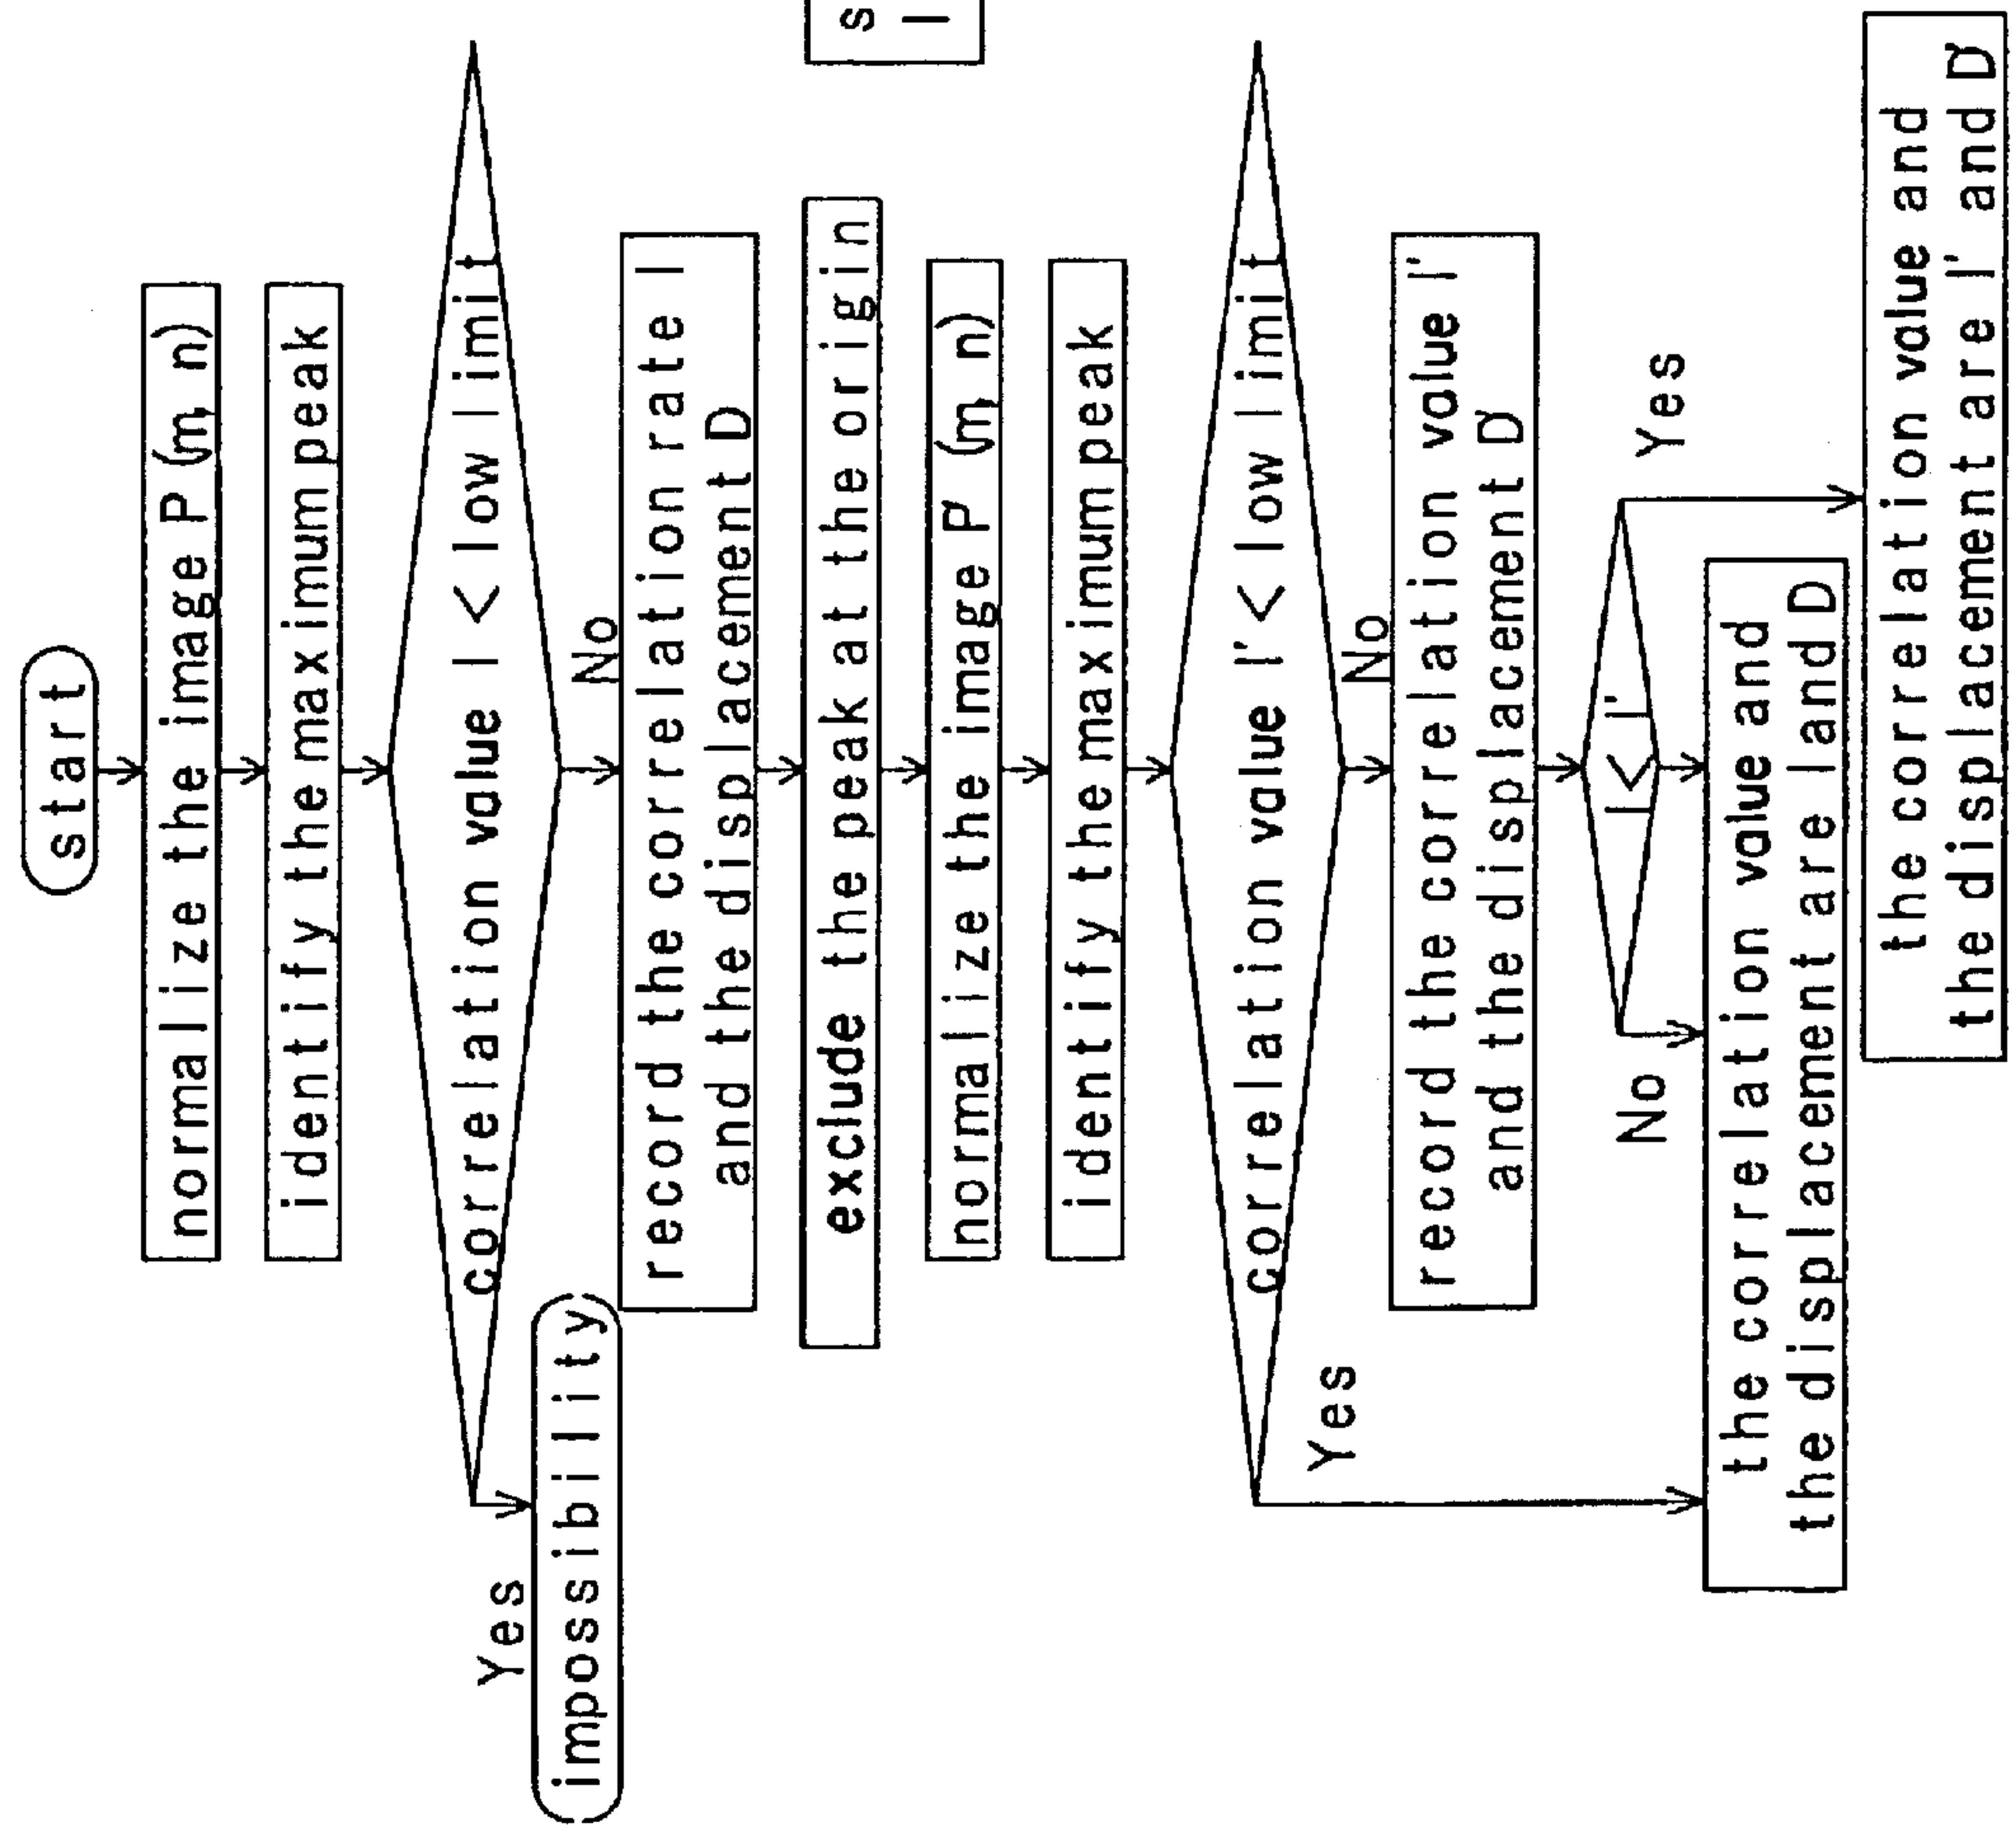 start
normalize the image P (m, n)
identify the maximum peak
correlation value I < low limit
Yes
No
impossibility
record the correlation rate I
and the displacement D
exclude the peak at the origin
normalize the image P' (m, n)
identify the maximum peak
correlation value I' < low limit
Yes
No
record the correlation value I'
and the displacement D'
I < I'
No
Yes
the correlation value and
the displacement are I and D
the correlation value and
the displacement are I' and D'